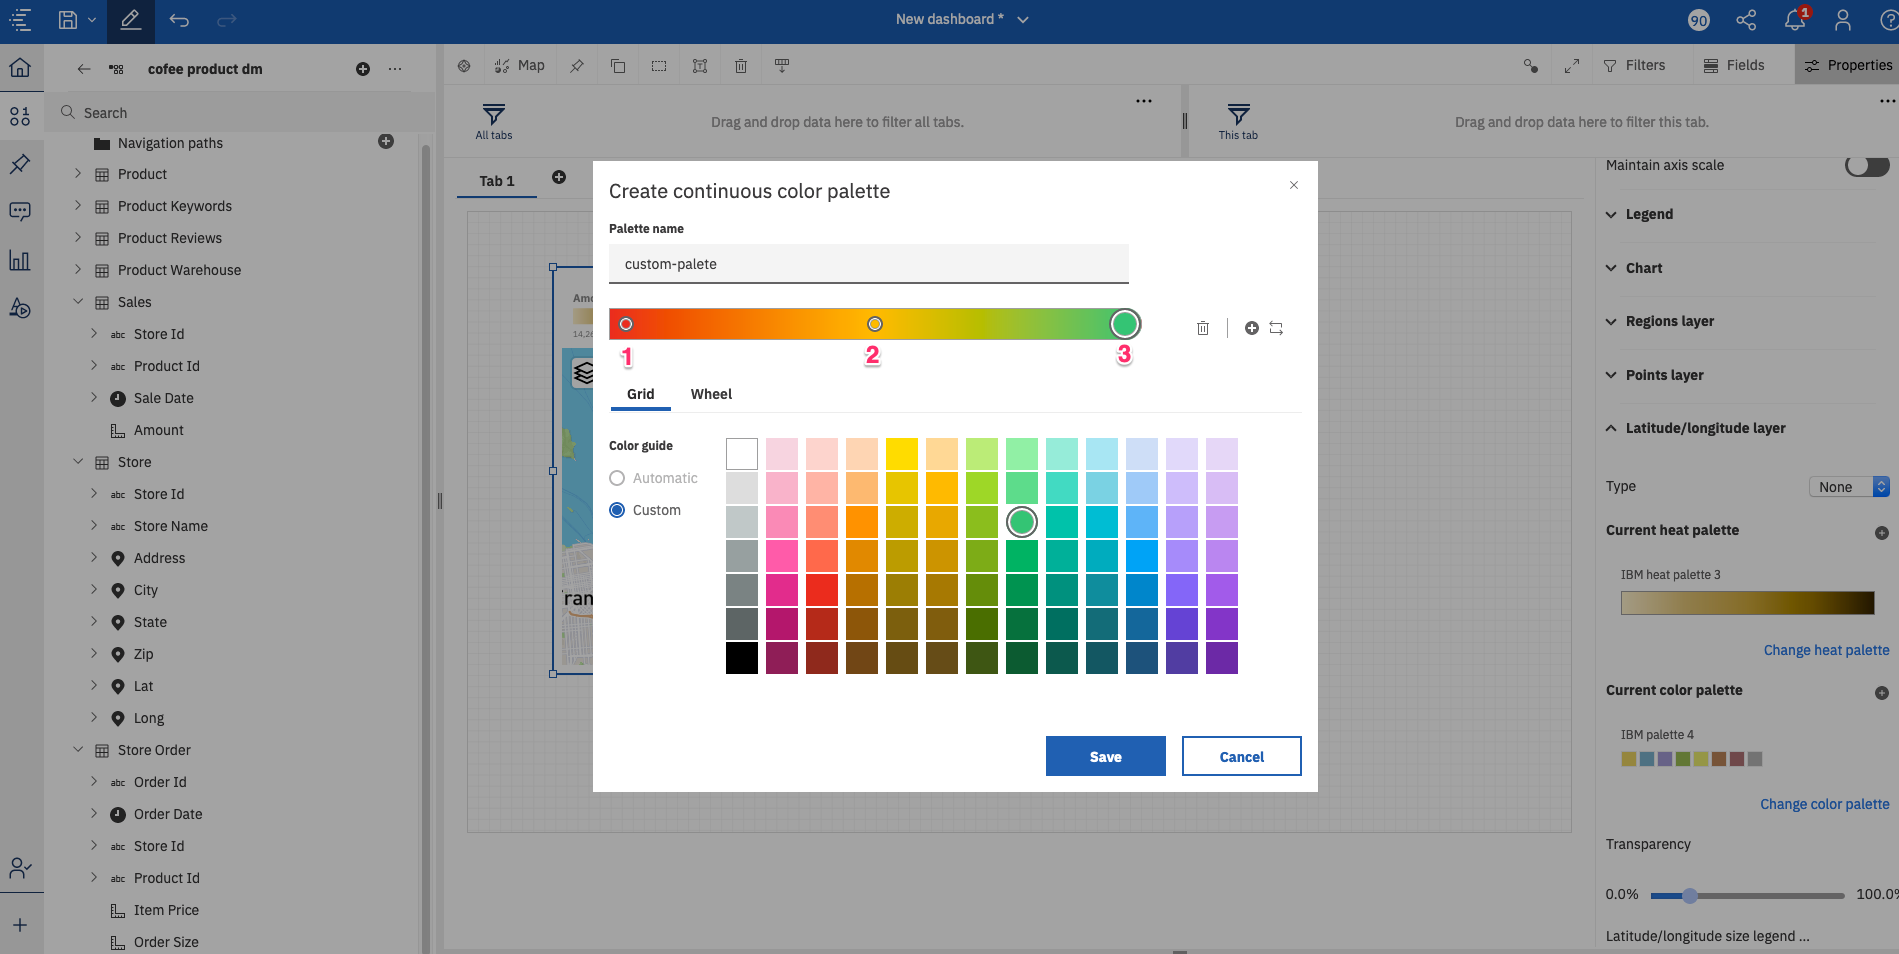 New dashboard *
90
1
cofee product dm
Search
Navigation paths
Product
Product Keywords
Product Reviews
Product Warehouse
Sales
abc Store Id
abc Product Id
Sale Date
Amount
Store
abc Store Id
abc Store Name
Address
City
State
Zip
Lat
Long
Store Order
abc Order Id
Order Date
abc Store Id
abc Product Id
Item Price
Order Size
Map
Filters
Fields
Properties
All tabs
Drag and drop data here to filter all tabs.
This tab
Drag and drop data here to filter this tab.
Tab 1
Amo
14,26
ran
Create continuous color palette
Palette name
custom-palete
1
2
3
Grid
Wheel
Color guide
Automatic
Custom
Save
Cancel
Maintain axis scale
Legend
Chart
Regions layer
Points layer
Latitude/longitude layer
Type
None
Current heat palette
IBM heat palette 3
Change heat palette
Current color palette
IBM palette 4
Change color palette
Transparency
0.0%
100.0%
Latitude/longitude size legend ...